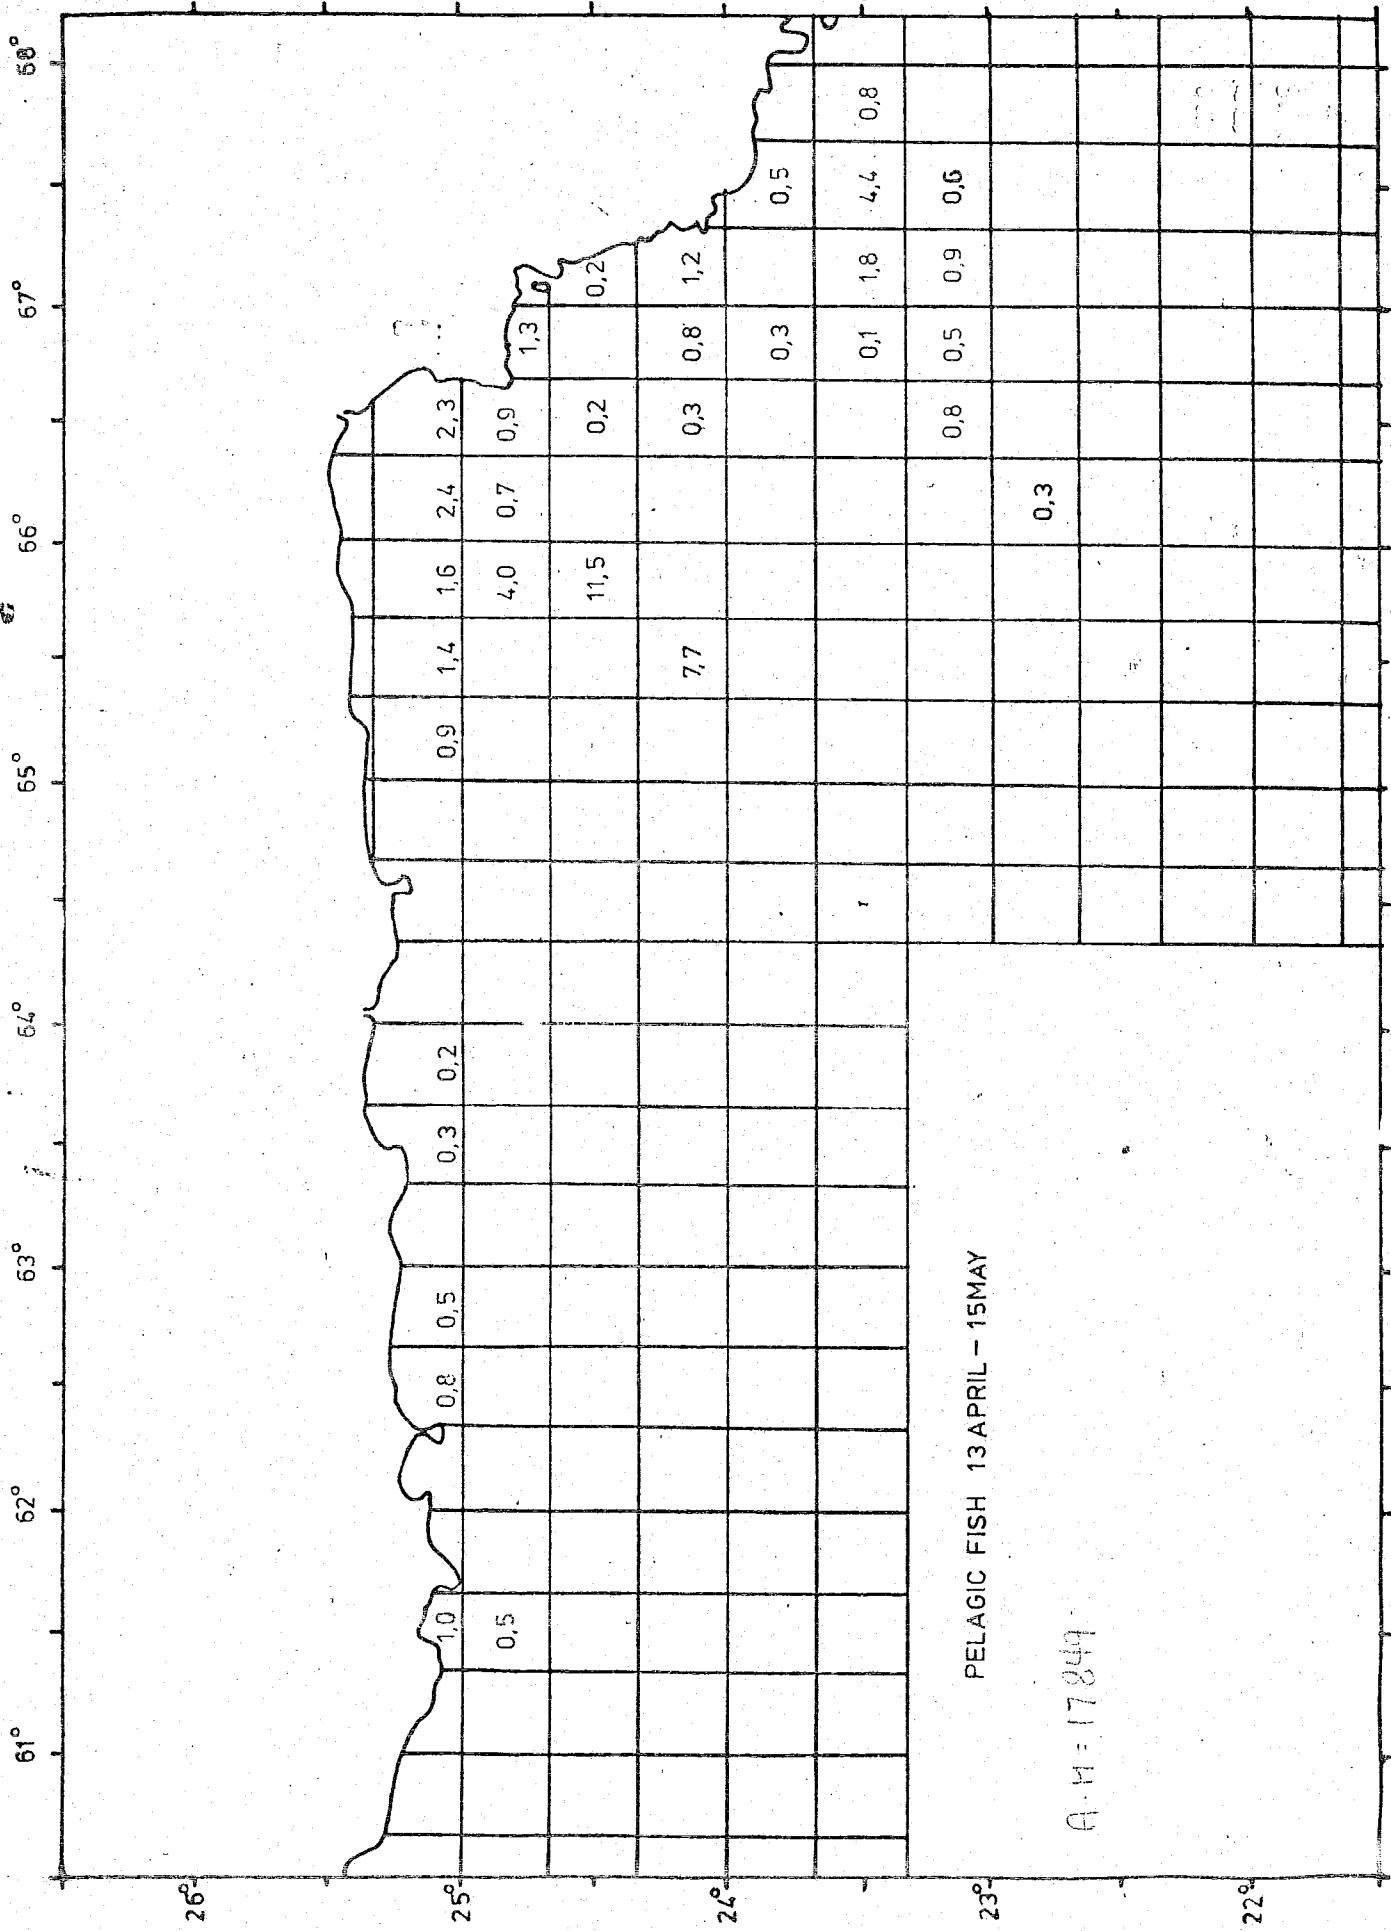 61° 62° 63° 64° 65° 66° 67° 68°
26°
25°
24°
23°
22°
1,0 0,8 0,5 0,3 0,2 0,9 1,4 1,6 2,4 2,3
0,5 4,0 0,7 0,9 1,3
11,5 0,2 0,2
7,7 0,3 0,8 1,2
0,3 0,5
0,1 1,8 4,4 0,8
0,8 0,5 0,9 0,6
0,3
PELAGIC FISH 13 APRIL – 15MAY